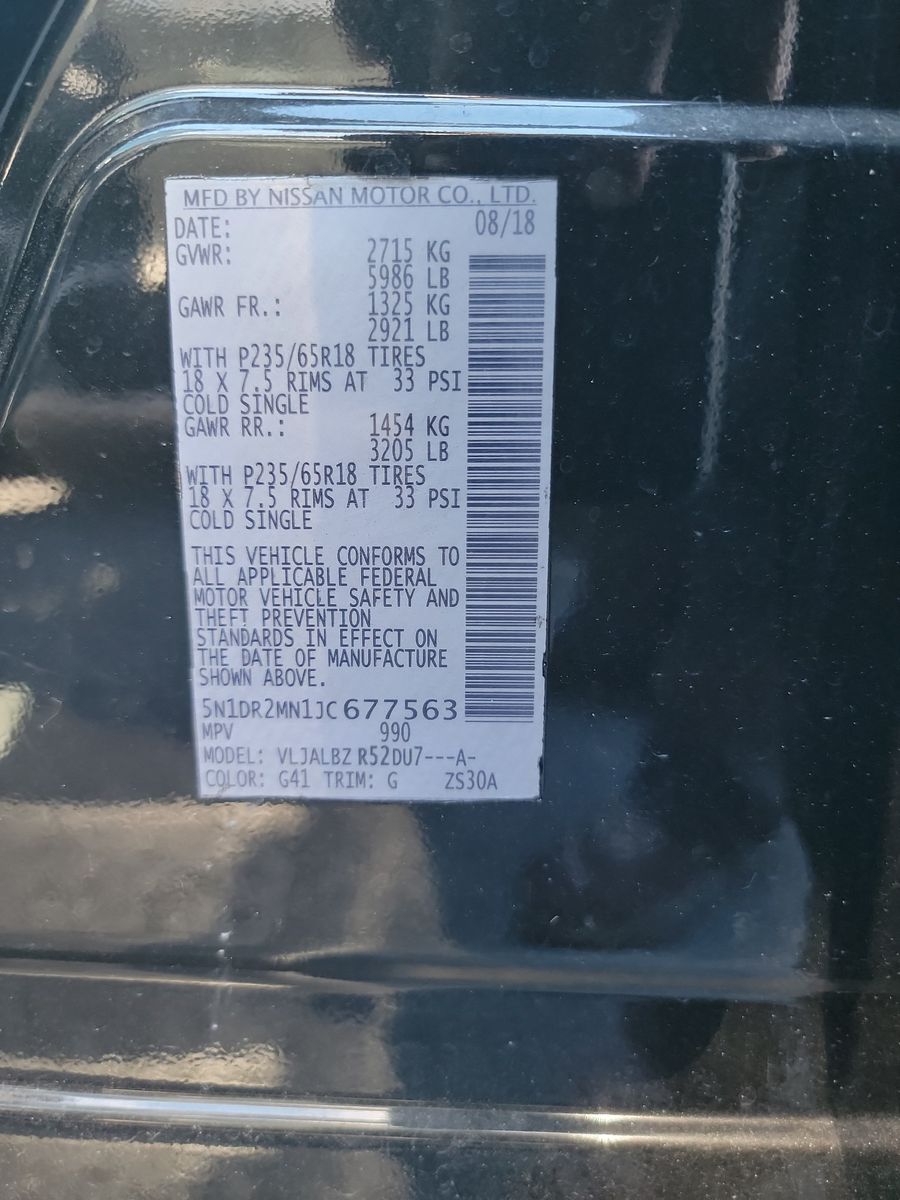 MFD BY NISSAN MOTOR CO., LTD.
DATE: 08/18
GVWR: 2715 KG
5986 LB
GAWR FR.: 1325 KG
2921 LB
WITH P235/65R18 TIRES
18 X 7.5 RIMS AT 33 PSI
COLD SINGLE
GAWR RR.: 1454 KG
3205 LB
WITH P235/65R18 TIRES
18 X 7.5 RIMS AT 33 PSI
COLD SINGLE
THIS VEHICLE CONFORMS TO
ALL APPLICABLE FEDERAL
MOTOR VEHICLE SAFETY AND
THEFT PREVENTION
STANDARDS IN EFFECT ON
THE DATE OF MANUFACTURE
SHOWN ABOVE.
5N1DR2MN1JC677563
MPV 990
MODEL: VLJALBZ R52DU7---A-
COLOR: G41 TRIM: G ZS30A